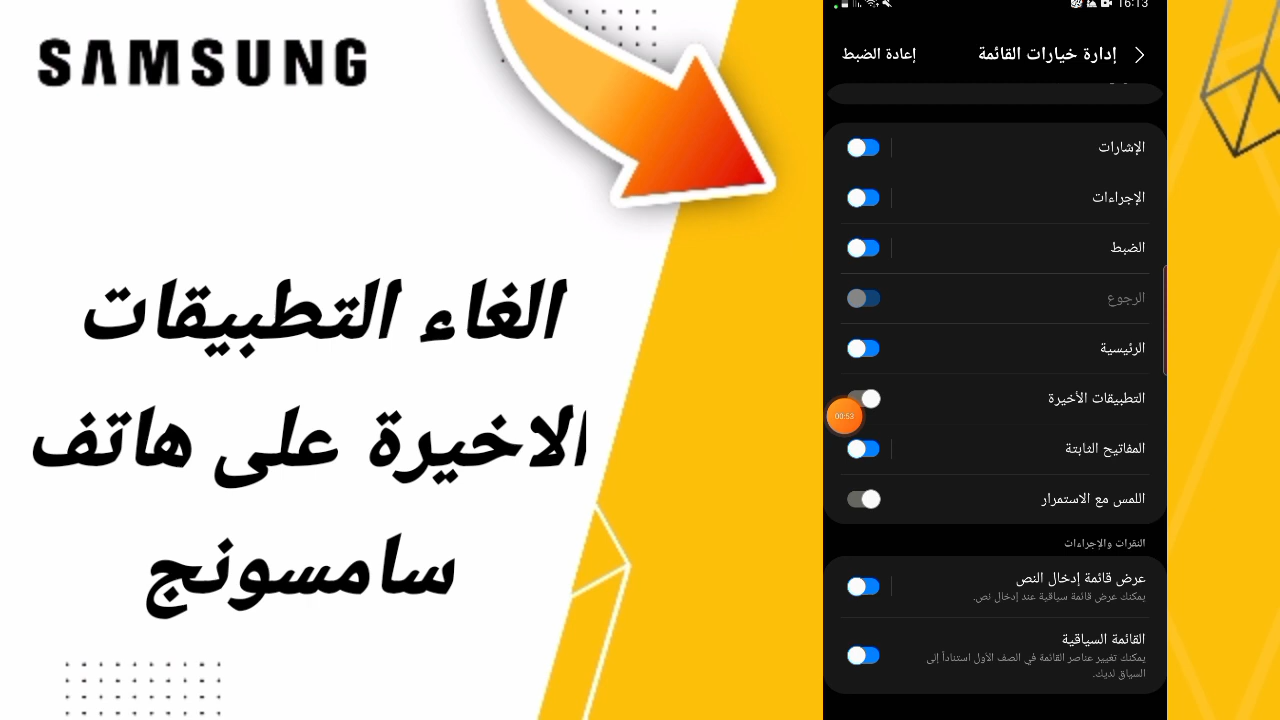 SAMSUNG
الغاء التطبيقات
الاخيرة على هاتف
سامسونج
16:13
إدارة خيارات القائمة
إعادة الضبط
الإشارات
الإجراءات
الضبط
الرجوع
الرئيسية
التطبيقات الأخيرة
00:53
المفاتيح الثابتة
اللمس مع الاستمرار
النقرات والإجراءات
عرض قائمة إدخال النص
يمكنك عرض قائمة سياقية عند إدخال نص.
القائمة السياقية
يمكنك تغيير عناصر القائمة في الصف الأول استناداً إلى
السياق لديك.